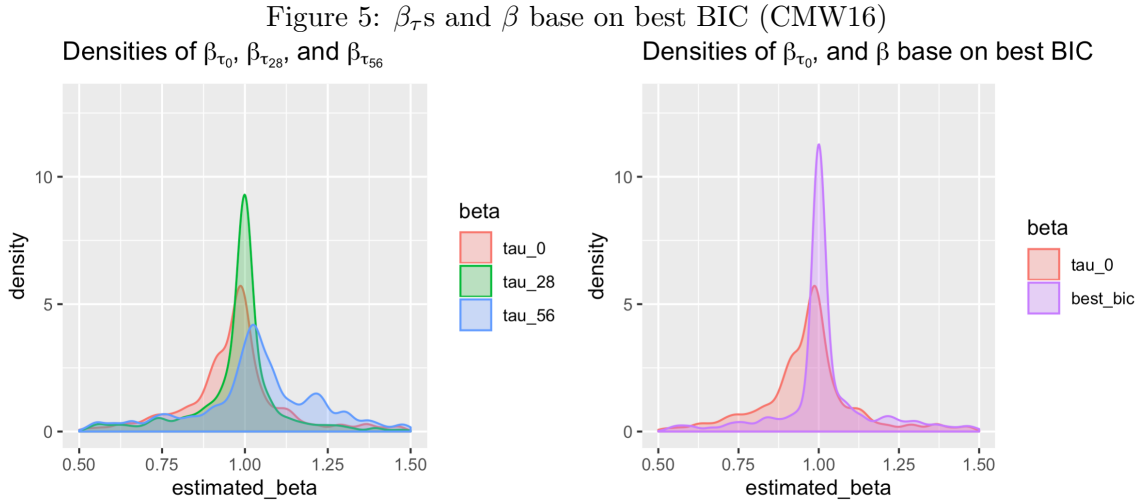 Figure 5: βτs and β base on best BIC (CMW16)
Densities of βτ0, βτ28, and βτ56
density
10
5
0
0.50 0.75 1.00 1.25 1.50
estimated_beta
beta
tau_0
tau_28
tau_56
Densities of βτ0, and β base on best BIC
density
10
5
0
0.50 0.75 1.00 1.25 1.50
estimated_beta
beta
tau_0
best_bic